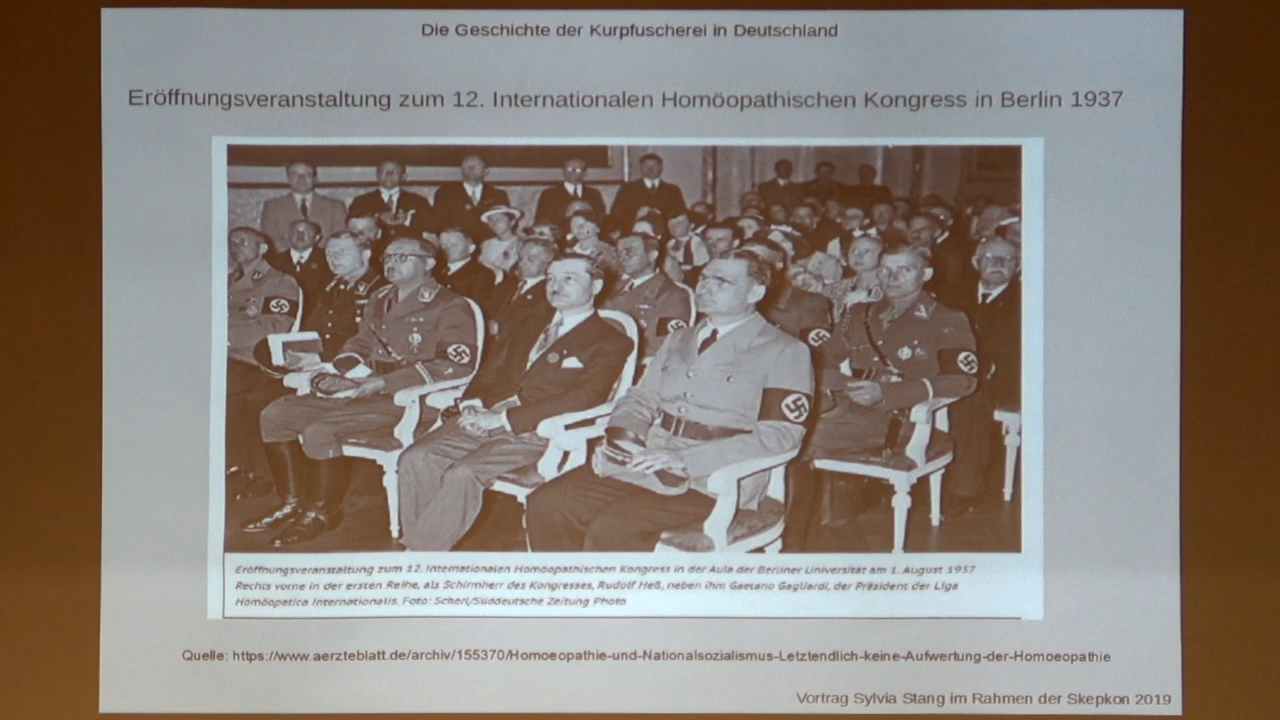 Die Geschichte der Kurpfuscherei in Deutschland
Eröffnungsveranstaltung zum 12. Internationalen Homöopathischen Kongress in Berlin 1937
Eröffnungsveranstaltung zum 12. Internationalen Homöopathischen Kongress in der Aula der Berliner Universität am 1. August 1937
Rechts vorne in der ersten Reihe, als Schirmherr des Kongresses, Rudolf Heß, neben ihm Gaetano Gagliardi, der Präsident der Liga
Homöopatica Internationalis. Foto: Scherl/Süddeutsche Zeitung Photo
Quelle: https://www.aerzteblatt.de/archiv/155370/Homoeopathie-und-Nationalsozialismus-Letztendlich-keine-Aufwertung-der-Homoeopathie
Vortrag Sylvia Stang im Rahmen der Skepkon 2019